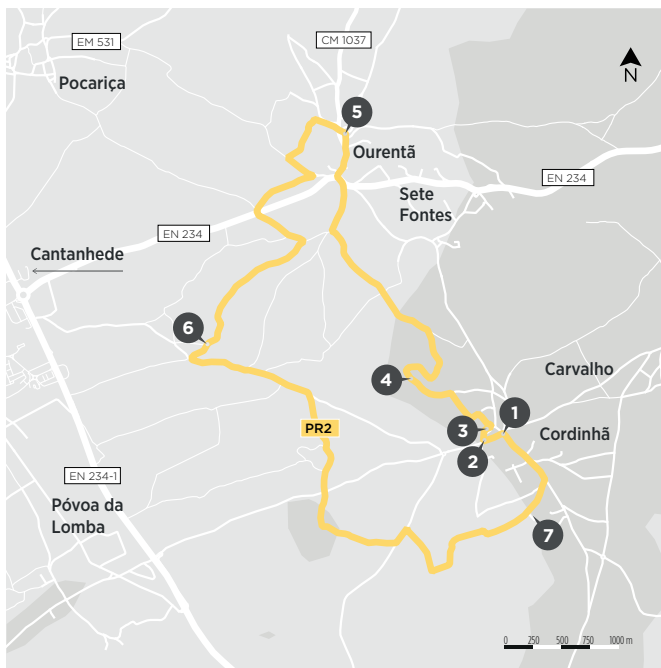 EM 531
CM 1037
Pocariça
N
5
Ourentã
EN 234
Sete
Fontes
EN 234
Cantanhede
6
Carvalho
4
1
3
PR2
Cordinhã
2
EN 234-1
Póvoa da
Lomba
7
0 250 500 750 1000 m